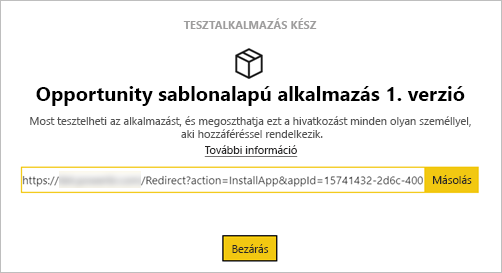 TESZTALKALMAZÁS KÉSZ
Opportunity sablonalapú alkalmazás 1. verzió
Most tesztelheti az alkalmazást, és megoszthatja ezt a hivatkozást minden olyan személlyel,
aki hozzáféréssel rendelkezik.
További információ
https:// /Redirect?action=InstallApp&appId=15741432-2d6c-400 Másolás
Bezárás